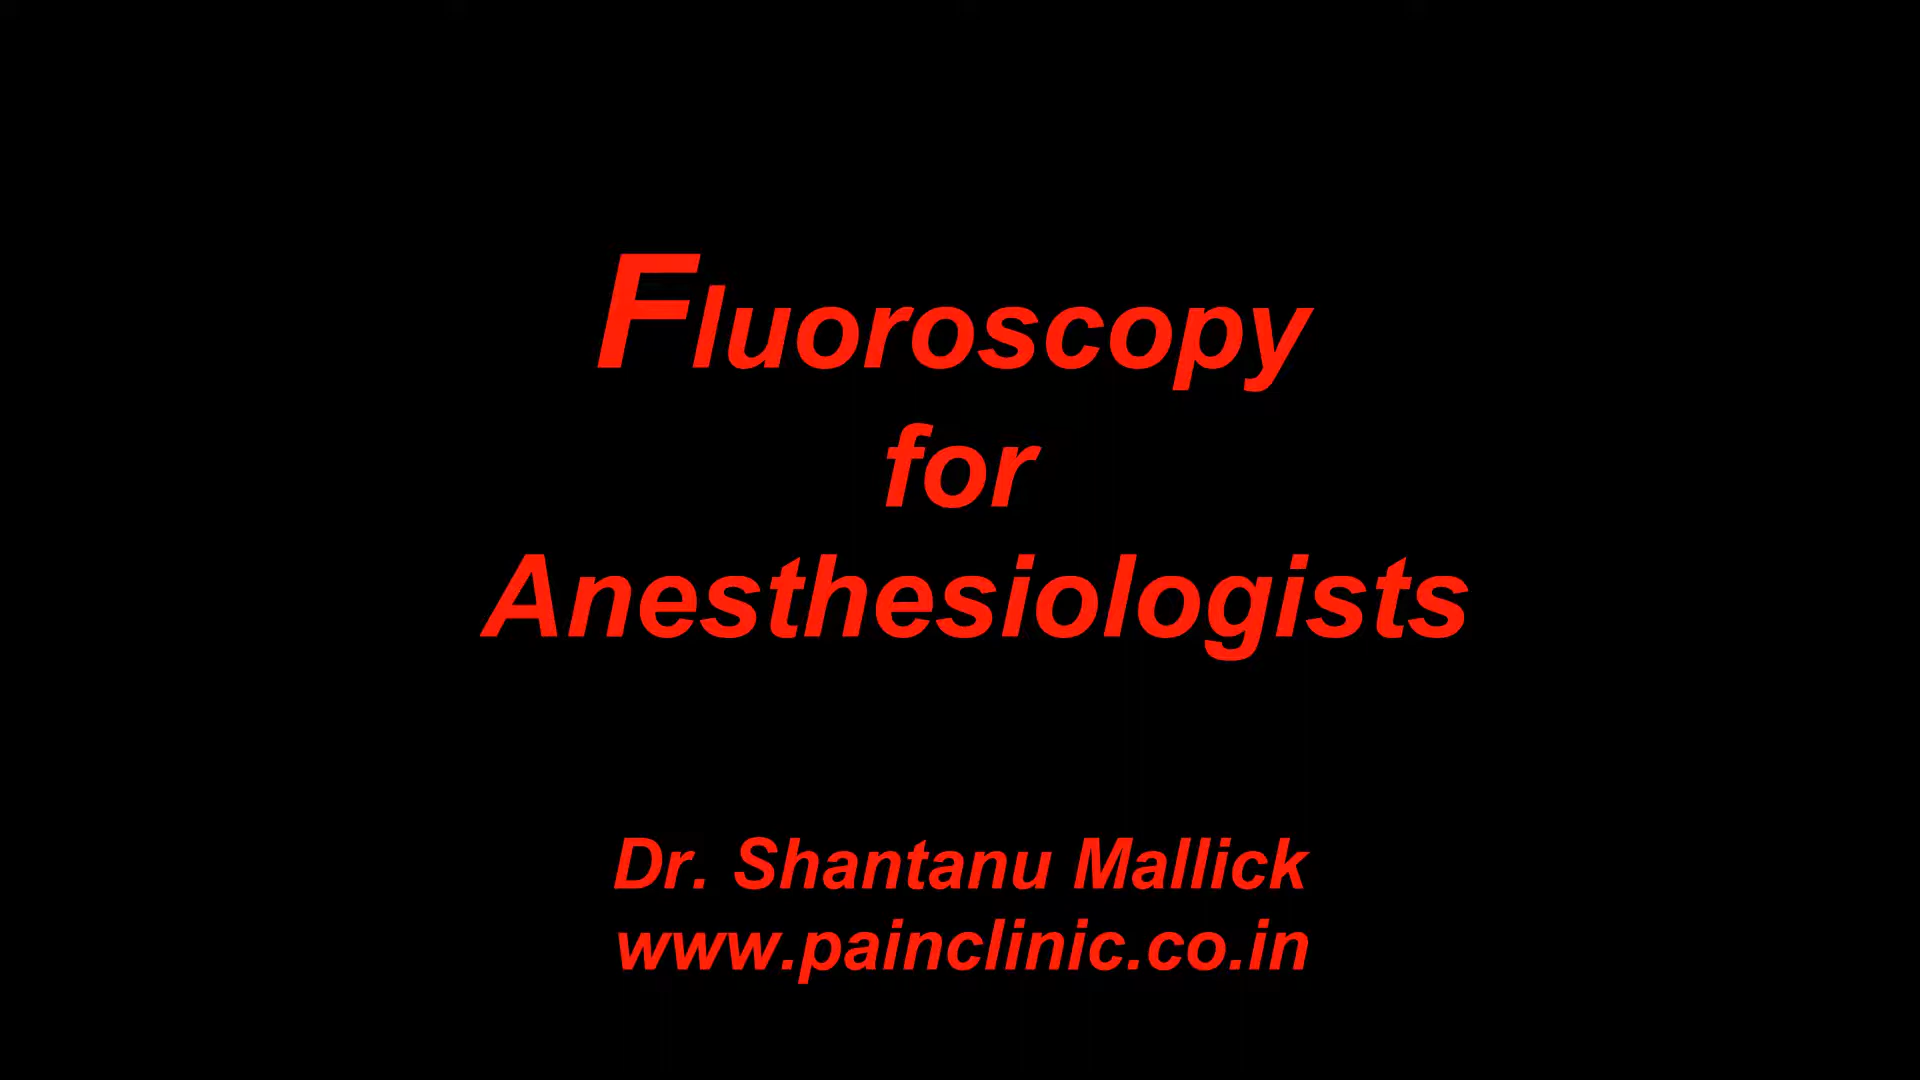 Fluoroscopy
for
Anesthesiologists
Dr. Shantanu Mallick
www.painclinic.co.in